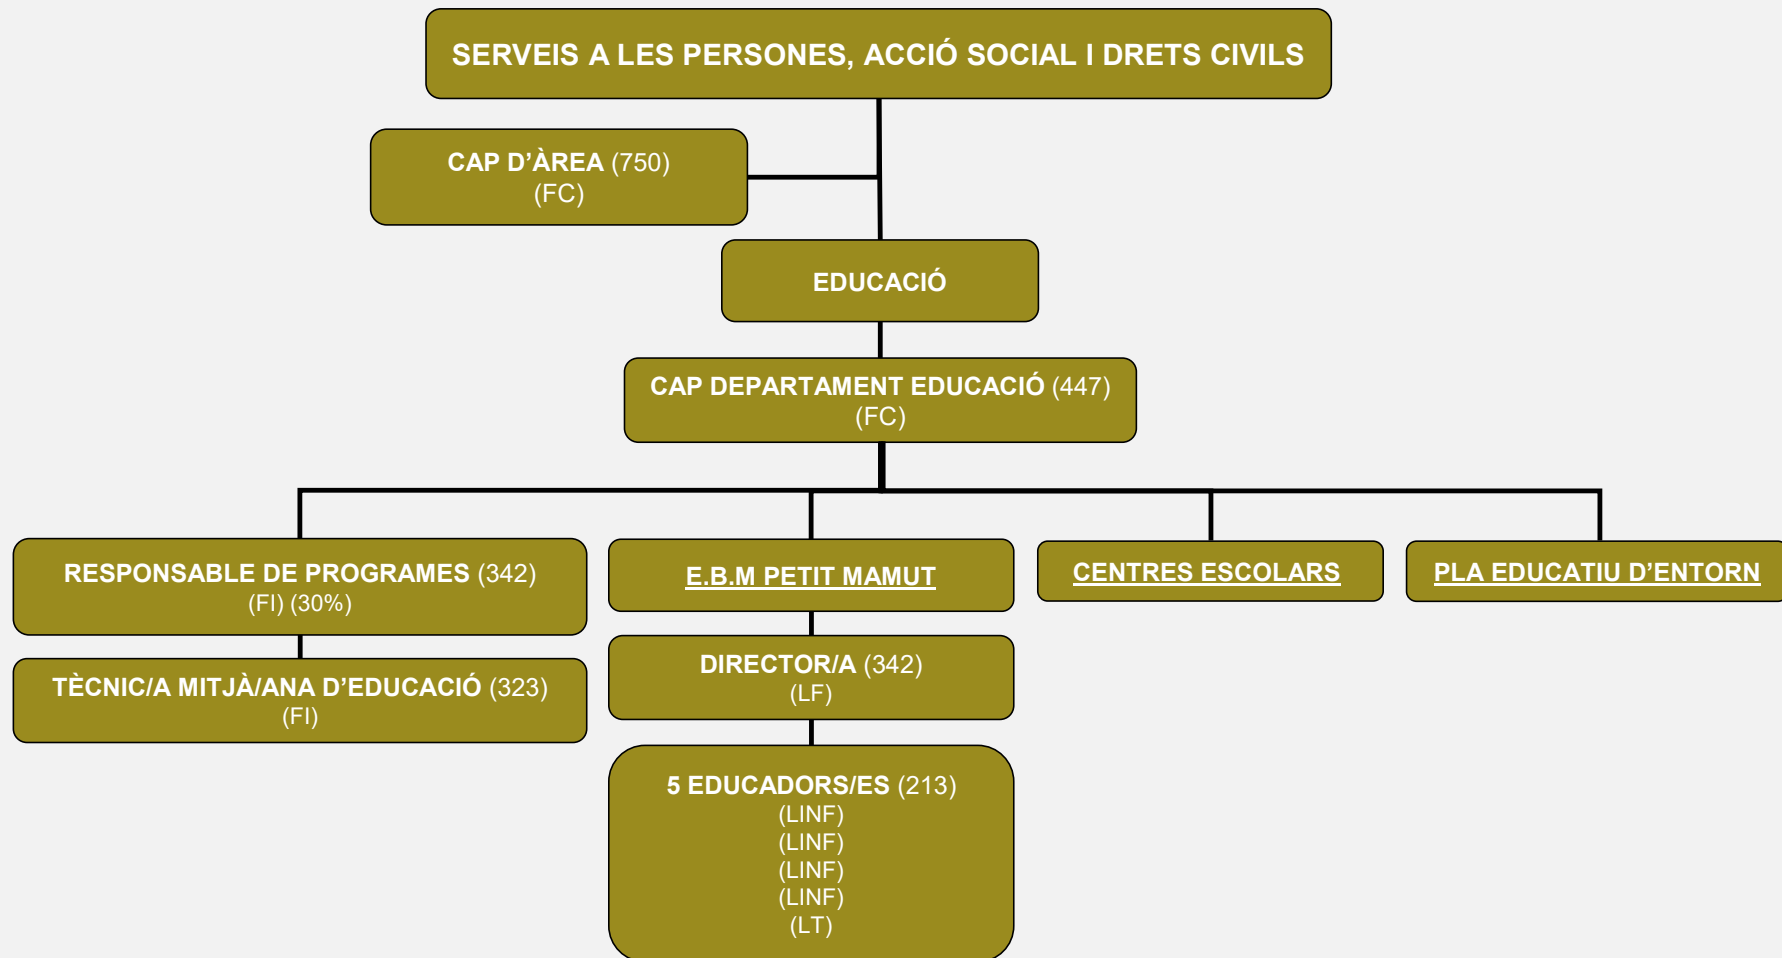 SERVEIS A LES PERSONES, ACCIÓ SOCIAL I DRETS CIVILS
CAP D’ÀREA (750)
(FC)
EDUCACIÓ
CAP DEPARTAMENT EDUCACIÓ (447)
(FC)
RESPONSABLE DE PROGRAMES (342)
(FI) (30%)
TÈCNIC/A MITJÀ/ANA D’EDUCACIÓ (323)
(FI)
E.B.M PETIT MAMUT
DIRECTOR/A (342)
(LF)
5 EDUCADORS/ES (213)
(LINF)
(LINF)
(LINF)
(LINF)
(LT)
CENTRES ESCOLARS
PLA EDUCATIU D’ENTORN